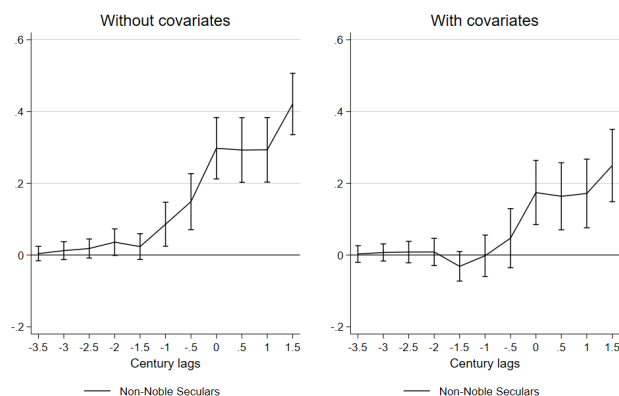 Without covariates
.6
.4
.2
0
-.2
-3.5 -3 -2.5 -2 -1.5 -1 -.5 0 .5 1 1.5
Century lags
Non-Noble Seculars
With covariates
.6
.4
.2
0
-.2
-3.5 -3 -2.5 -2 -1.5 -1 -.5 0 .5 1 1.5
Century lags
Non-Noble Seculars